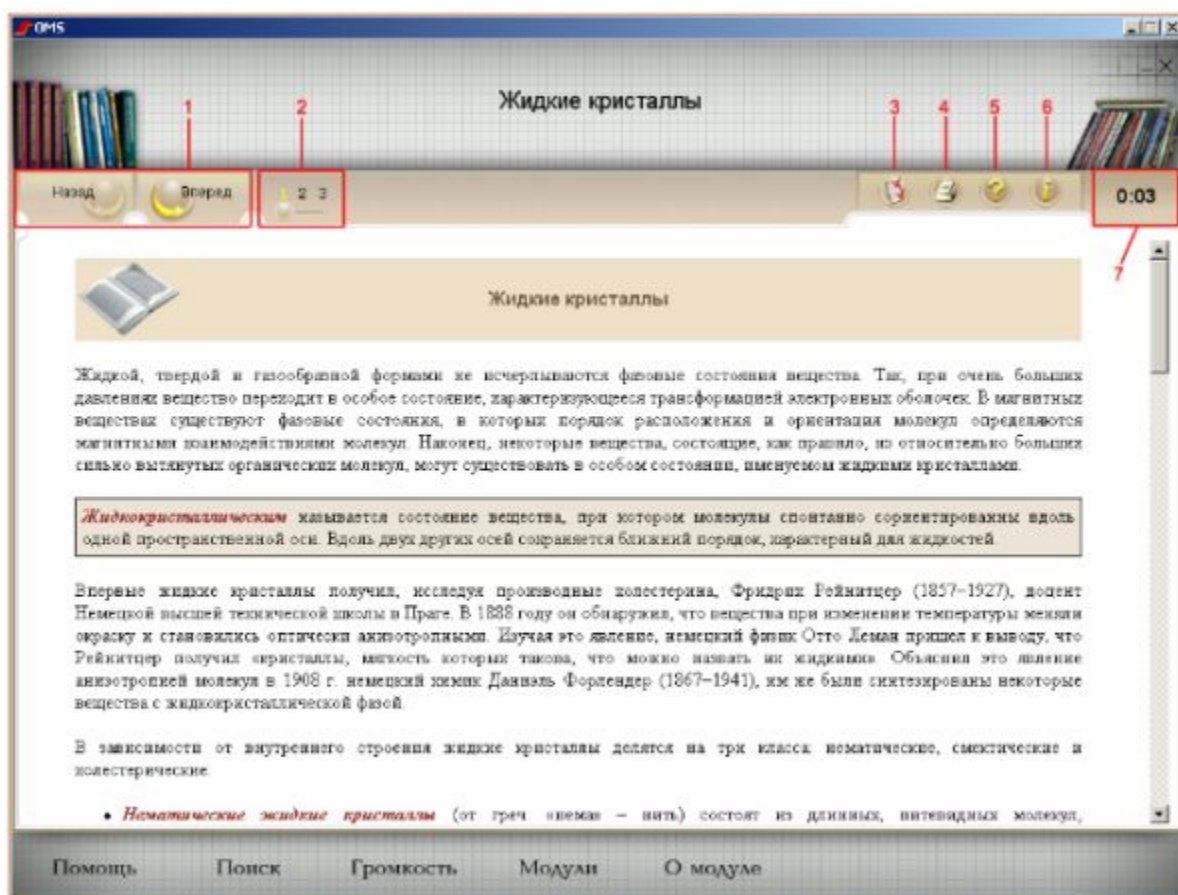 OMS
Жидкие кристаллы
1 2 3 4 5 6
Назад Вперед 1 2 3 0:03
7
Жидкие кристаллы
Жидкой, твердой и газообразной формами не исчерпываются фазовые состояния вещества. Так, при очень больших
давлениях вещество переходит в особое состояние, характеризующееся трансформацией электронных оболочек. В магнитных
веществах существуют фазовые состояния, в которых порядок расположения и ориентация молекул определяются
магнитными взаимодействиями молекул. Наконец, некоторые вещества, состоящие, как правило, из относительно больших
сильно вытянутых органических молекул, могут существовать в особом состоянии, именуемом жидкими кристаллами.
Жидкокристаллическим называется состояние вещества, при котором молекулы спонтанно сориентированны вдоль
одной пространственной оси. Вдоль двух других осей сохраняется ближний порядок, характерный для жидкостей.
Впервые жидкие кристаллы получил, исследуя производные холестерина, Фридрих Рейнитцер (1857–1927), доцент
Немецкой высшей технической школы в Праге. В 1888 году он обнаружил, что вещества при изменении температуры меняли
окраску и становились оптически анизотропными. Изучая это явление, немецкий физик Отто Леман пришел к выводу, что
Рейнитцер получил «кристаллы, мягкость которых такова, что можно назвать их жидкими». Объяснил это явление
анизотропией молекул в 1908 г. немецкий химик Даниэль Форлендер (1867–1941), им же были синтезированы некоторые
вещества с жидкокристаллической фазой.
В зависимости от внутреннего строения жидкие кристаллы делятся на три класса: нематические, смектические и
холестерические.
• Нематические жидкие кристаллы (от греч. «нема» – нить) состоят из длинных, нитевидных молекул,
Помощь Поиск Громкость Модули О модуле